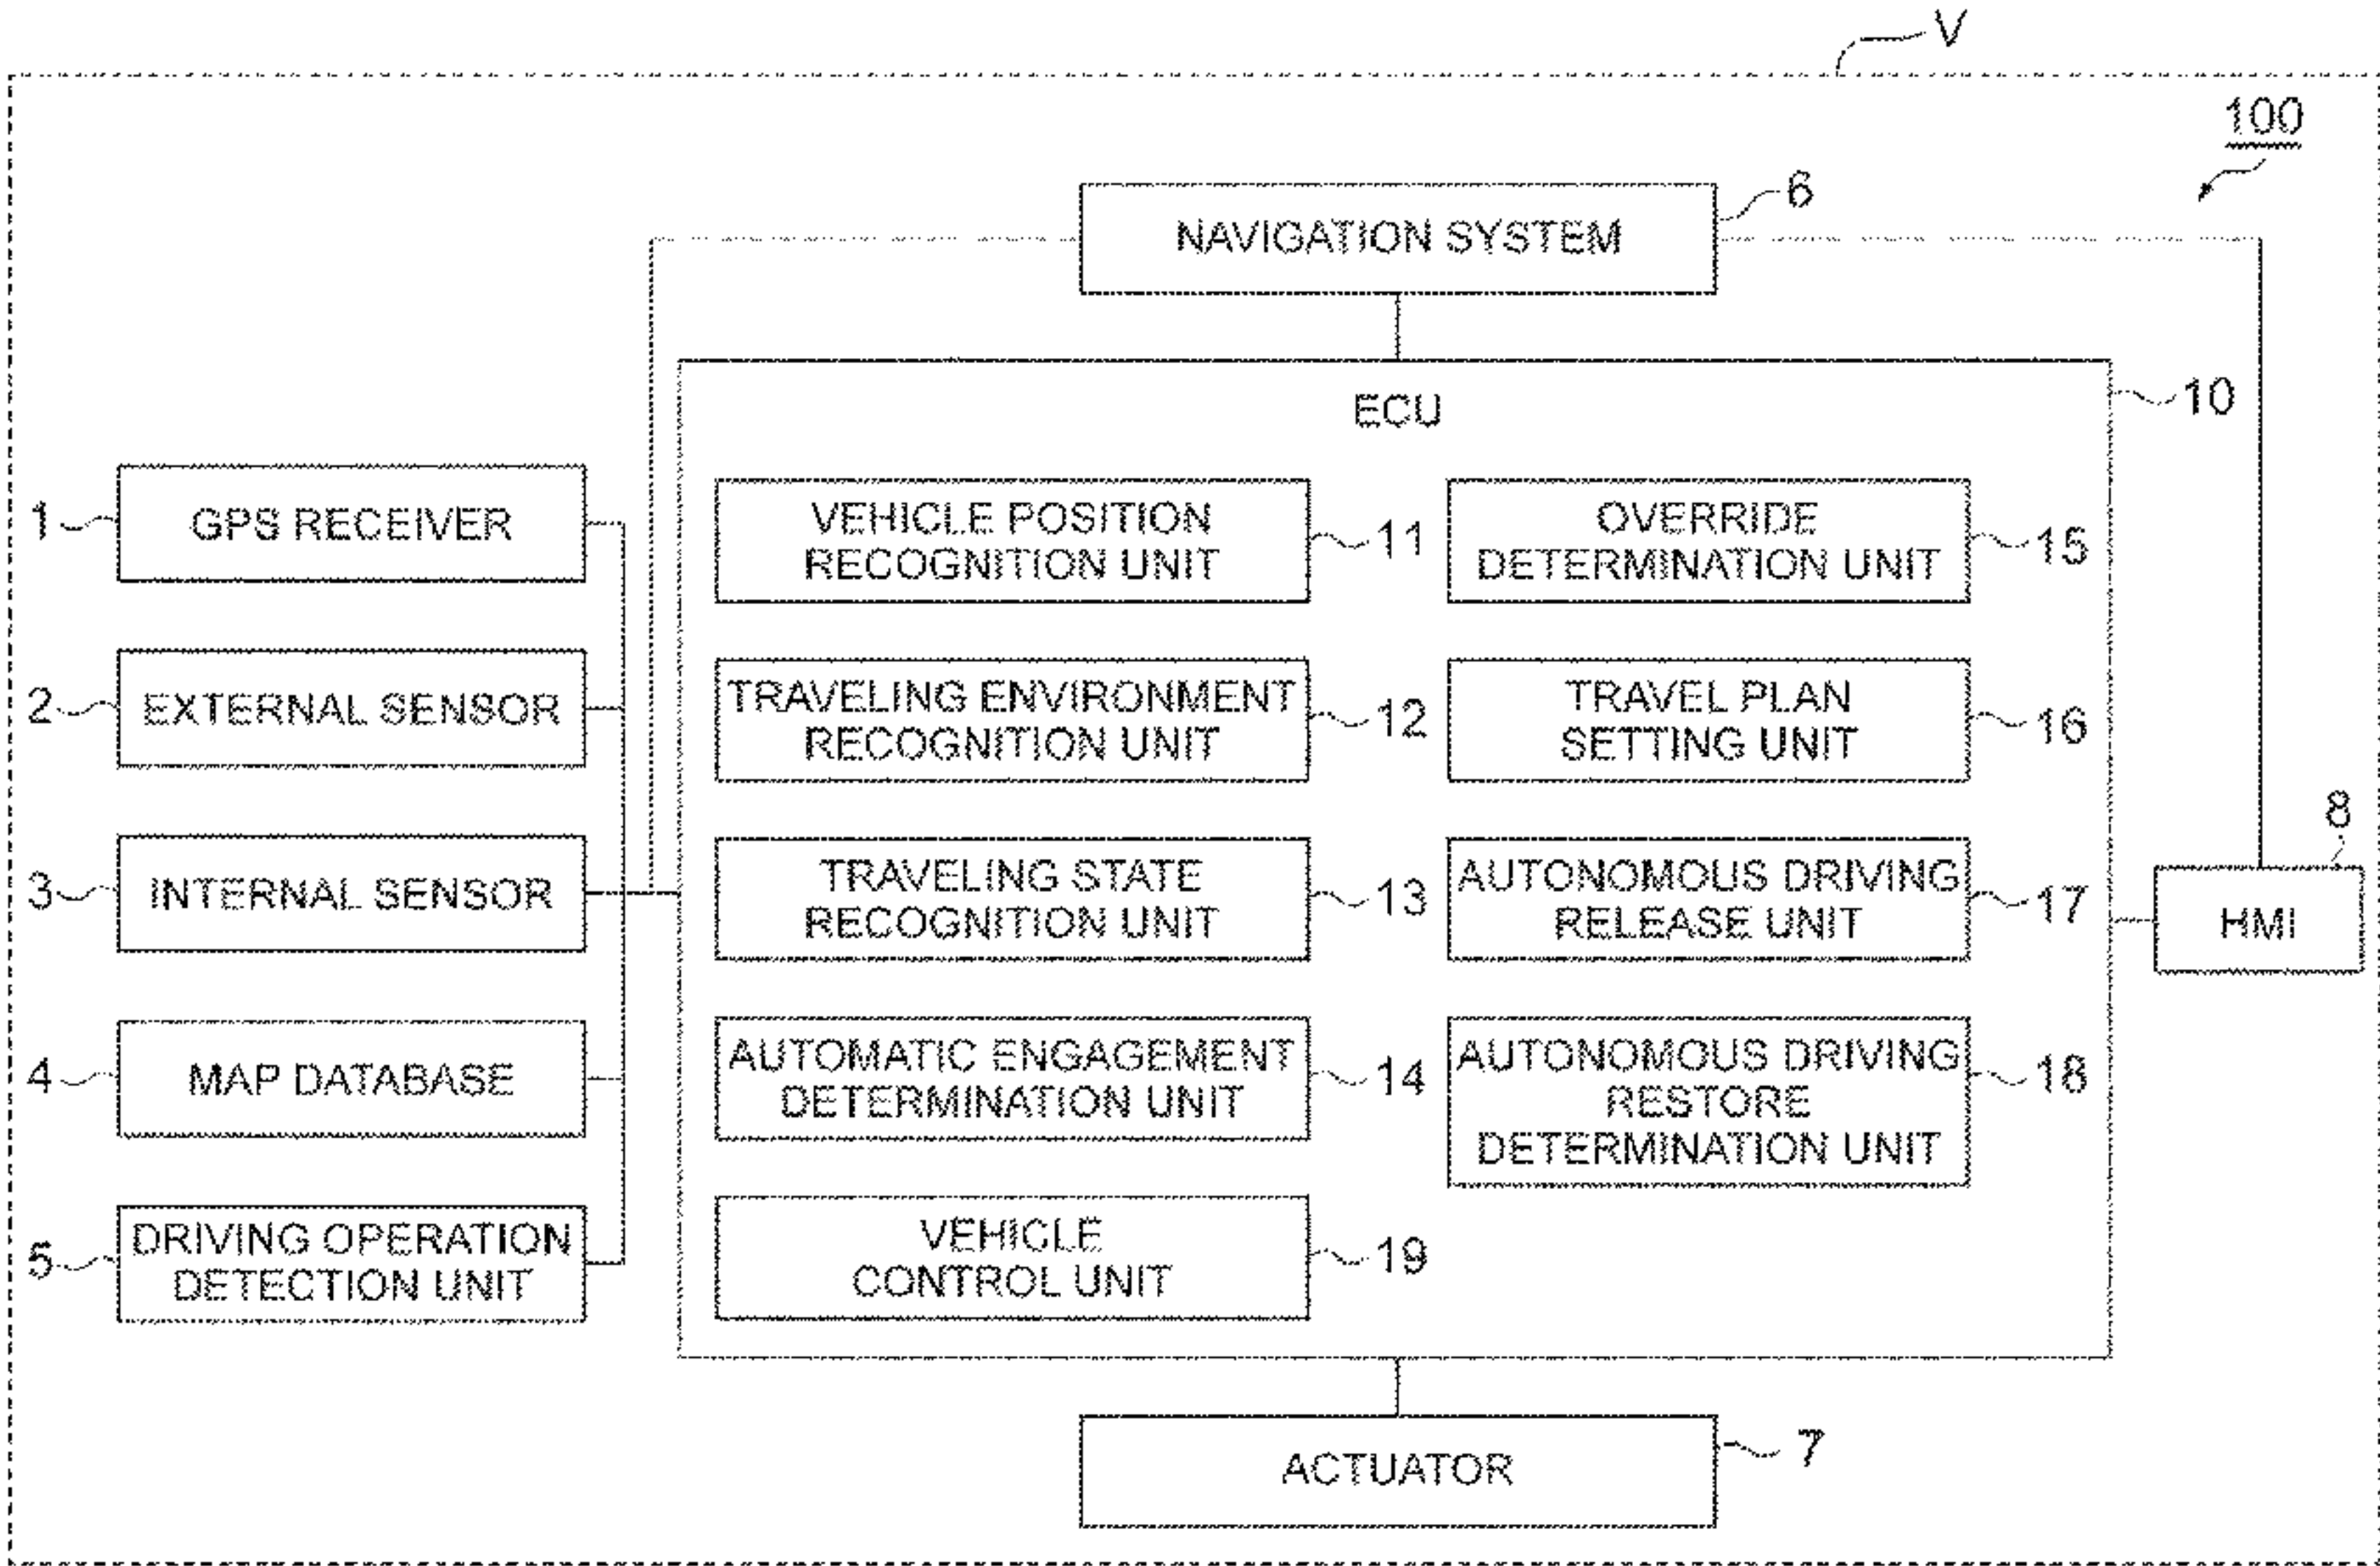 V
100
NAVIGATION SYSTEM
6
ECU
10
1
GPS RECEIVER
2
EXTERNAL SENSOR
3
INTERNAL SENSOR
4
MAP DATABASE
5
DRIVING OPERATION
DETECTION UNIT
VEHICLE POSITION
RECOGNITION UNIT
11
TRAVELING ENVIRONMENT
RECOGNITION UNIT
12
TRAVELING STATE
RECOGNITION UNIT
13
AUTOMATIC ENGAGEMENT
DETERMINATION UNIT
14
VEHICLE
CONTROL UNIT
19
OVERRIDE
DETERMINATION UNIT
15
TRAVEL PLAN
SETTING UNIT
16
AUTONOMOUS DRIVING
RELEASE UNIT
17
AUTONOMOUS DRIVING
RESTORE
DETERMINATION UNIT
18
8
HMI
ACTUATOR
7